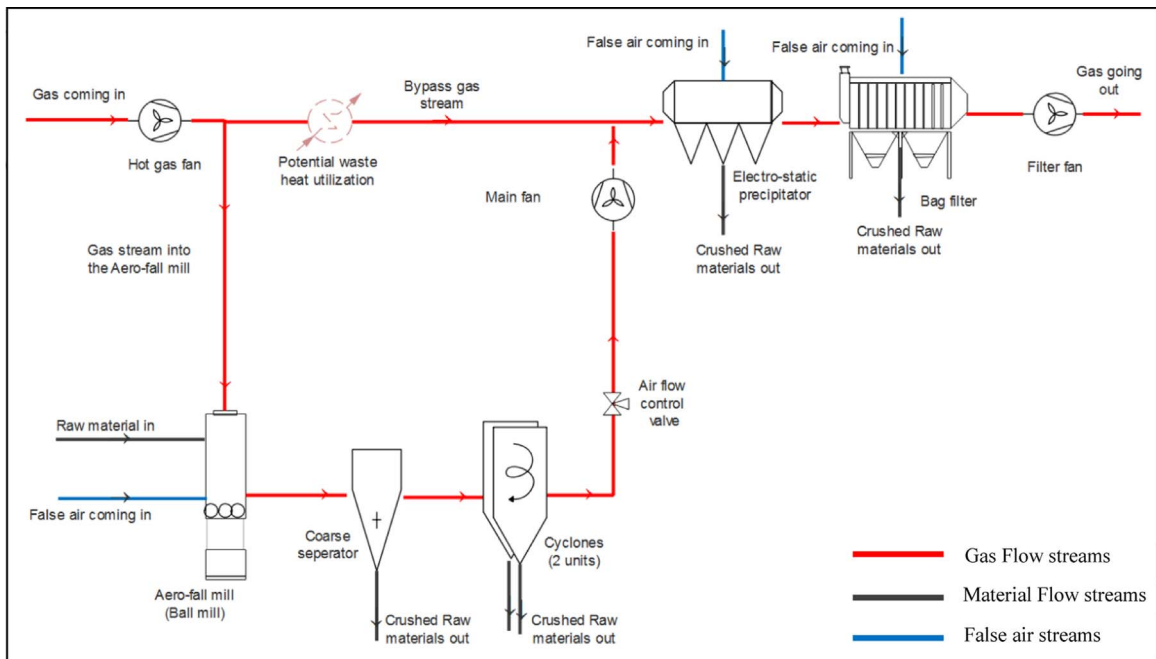 False air coming in
False air coming in
Gas going
out
Gas coming in
Bypass gas
stream
Hot gas fan
Potential waste
heat utilization
Main fan
Electro-static
precipitator
Bag filter
Filter fan
Crushed Raw
materials out
Crushed Raw
materials out
Gas stream into
the Aero-fall mill
Air flow
control
valve
Raw material in
False air coming in
Coarse
seperator
Cyclones
(2 units)
Aero-fall mill
(Ball mill)
Crushed Raw
materials out
Crushed Raw
materials out
Gas Flow streams
Material Flow streams
False air streams